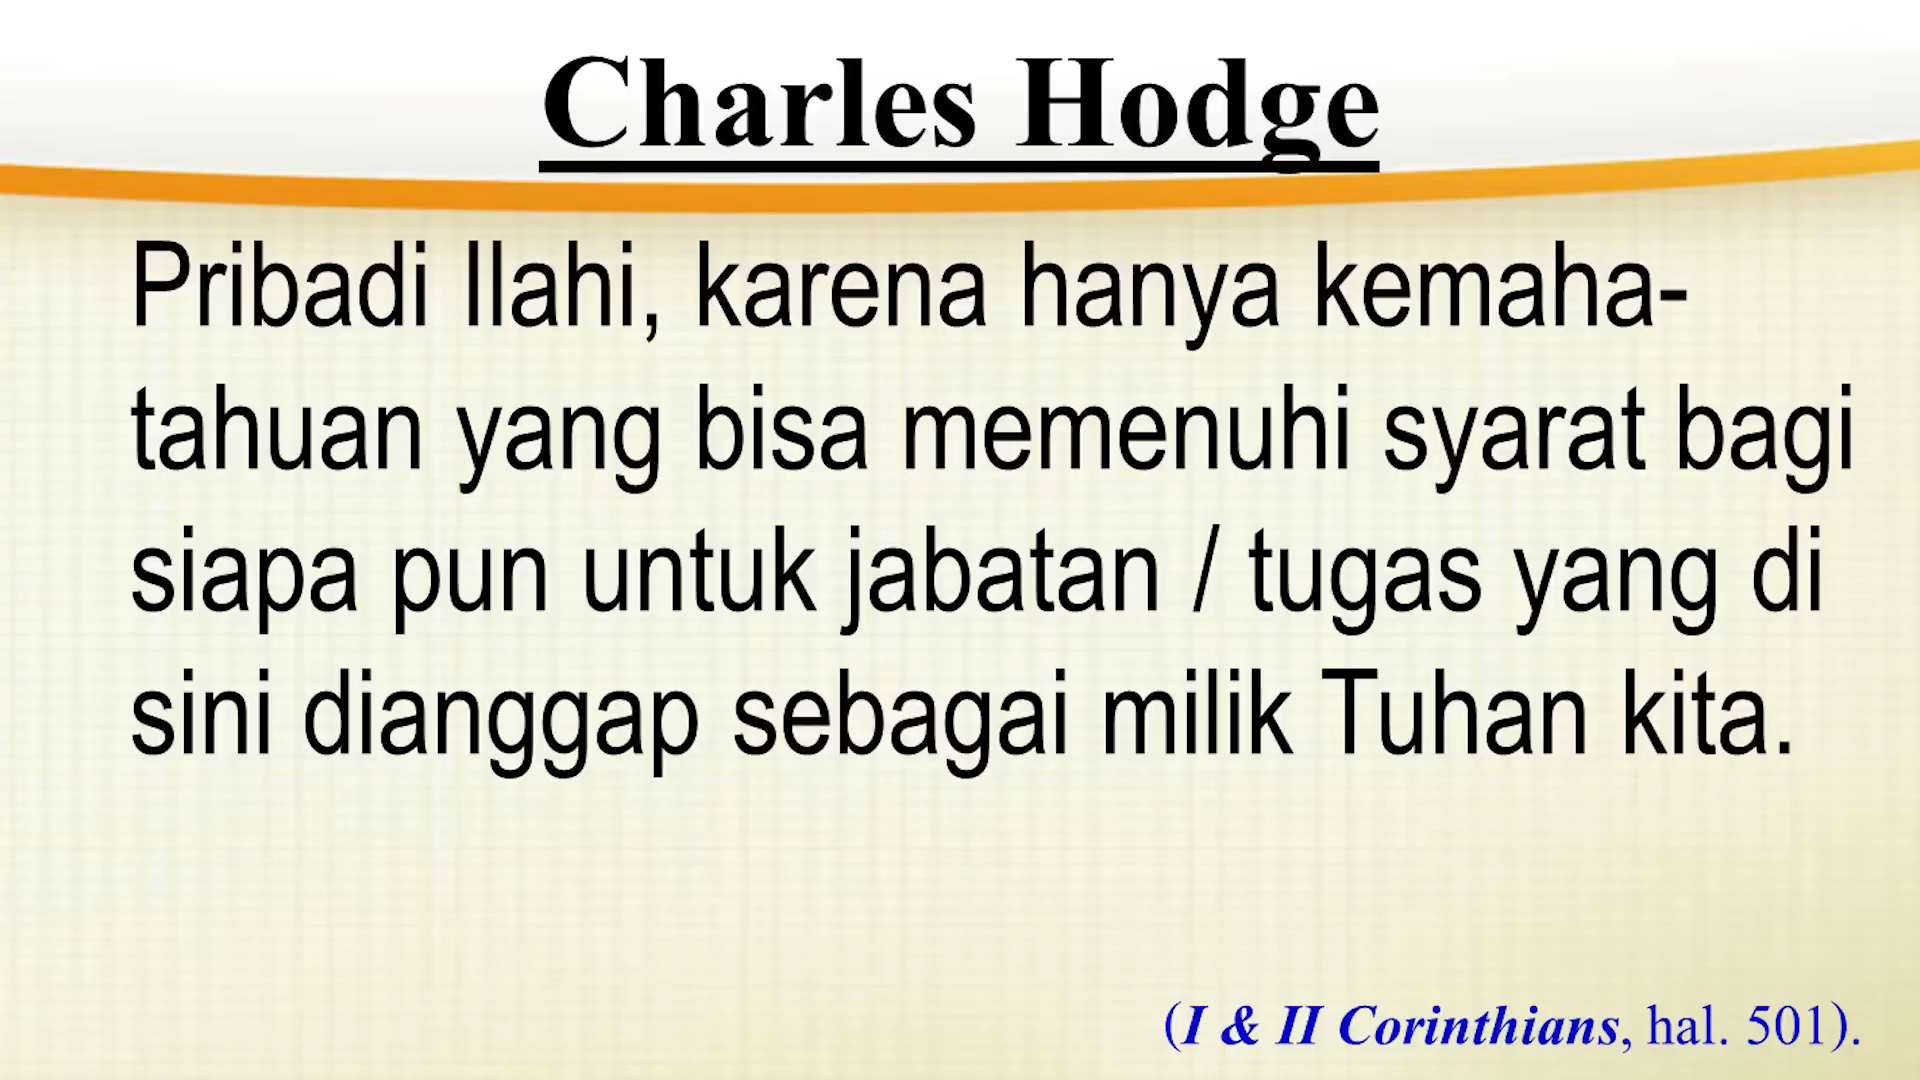 Charles Hodge
Pribadi Ilahi, karena hanya kemaha-
tahuan yang bisa memenuhi syarat bagi
siapa pun untuk jabatan / tugas yang di
sini dianggap sebagai milik Tuhan kita.
(I & II Corinthians, hal. 501).